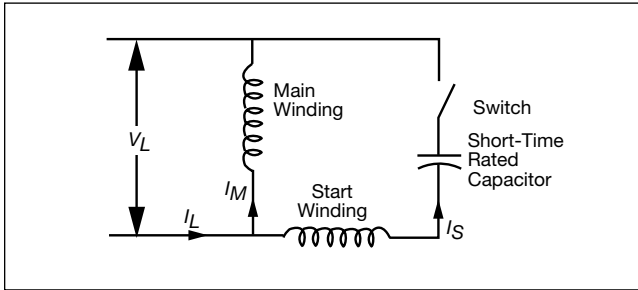 Main
Winding
Switch
V_L
Short-Time
Rated
Capacitor
I_M
Start
Winding
I_L
I_S